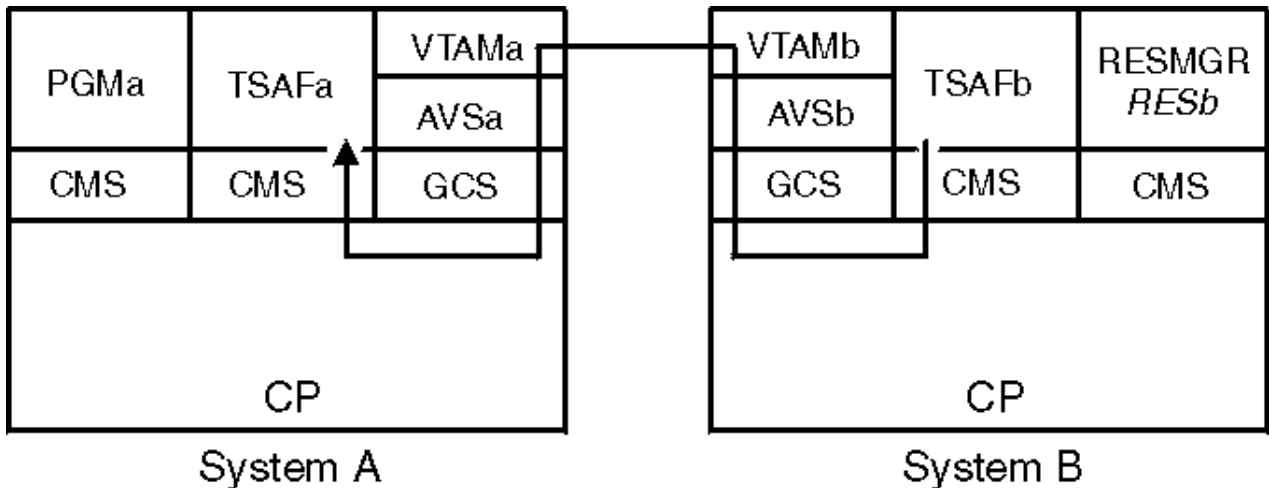 PGMa
TSAFa
VTAMa
AVSa
CMS
CMS
GCS
CP
System A
VTAMb
AVSb
TSAFb
RESMGR
RESb
GCS
CMS
CMS
CP
System B